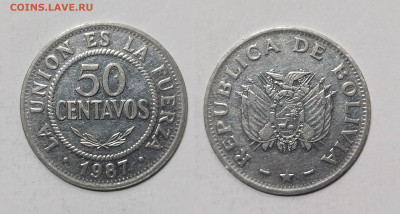 COINS.LAVE.RU
LA UNION ES LA FUERZA
50
CENTAVOS
· 1987 ·
REPUBLICA DE BOLIVIA